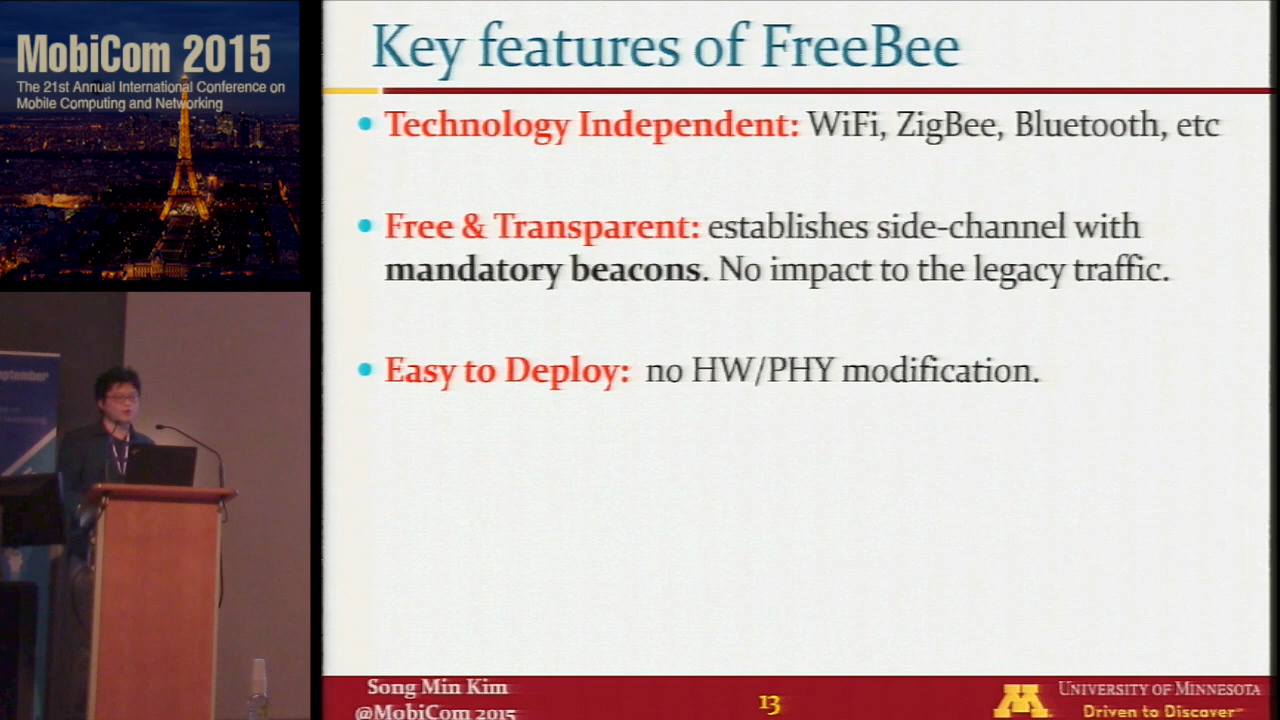 MobiCom 2015
The 21st Annual International Conference on
Mobile Computing and Networking
Key features of FreeBee
• Technology Independent: WiFi, ZigBee, Bluetooth, etc
• Free & Transparent: establishes side-channel with
mandatory beacons. No impact to the legacy traffic.
• Easy to Deploy: no HW/PHY modification.
Song Min Kim
@MobiCom 2015
13
UNIVERSITY OF MINNESOTA
Driven to Discover